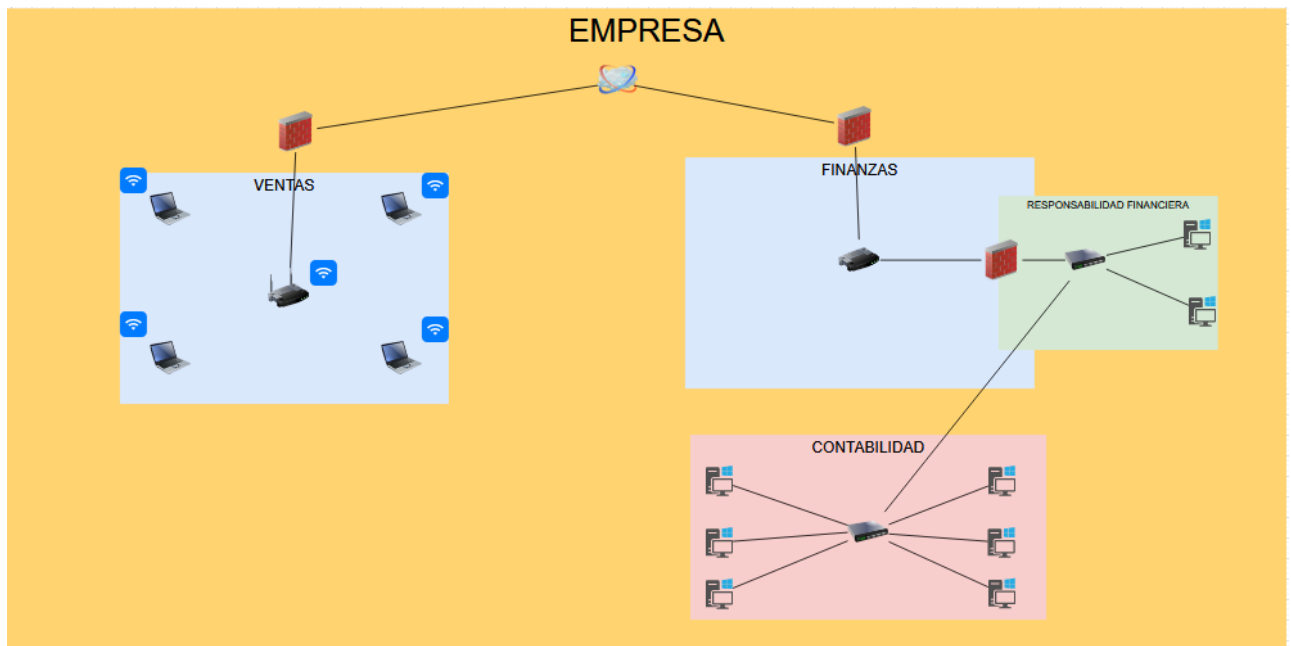 EMPRESA
VENTAS
FINANZAS
RESPONSABILIDAD FINANCIERA
CONTABILIDAD